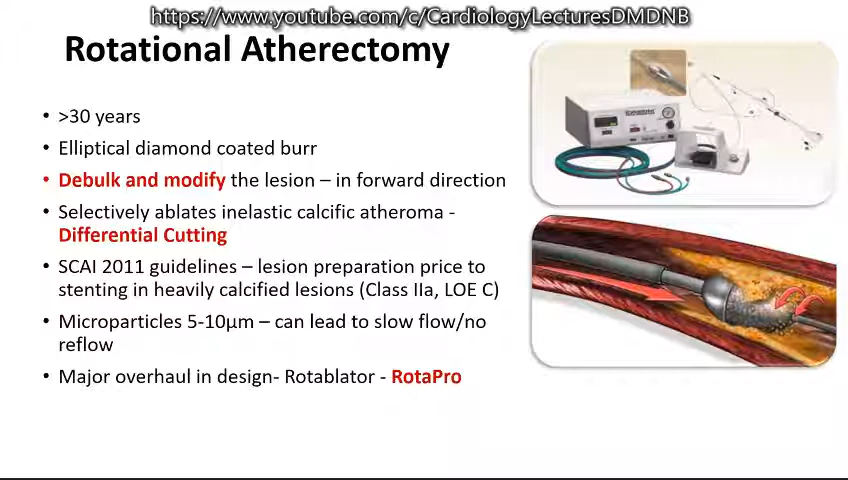 https://www.youtube.com/c/CardiologyLecturesDMDNB
Rotational Atherectomy
• >30 years
• Elliptical diamond coated burr
• Debulk and modify the lesion – in forward direction
• Selectively ablates inelastic calcific atheroma -
Differential Cutting
• SCAI 2011 guidelines – lesion preparation price to
stenting in heavily calcified lesions (Class IIa, LOE C)
• Microparticles 5-10µm – can lead to slow flow/no
reflow
• Major overhaul in design- Rotablator - RotaPro